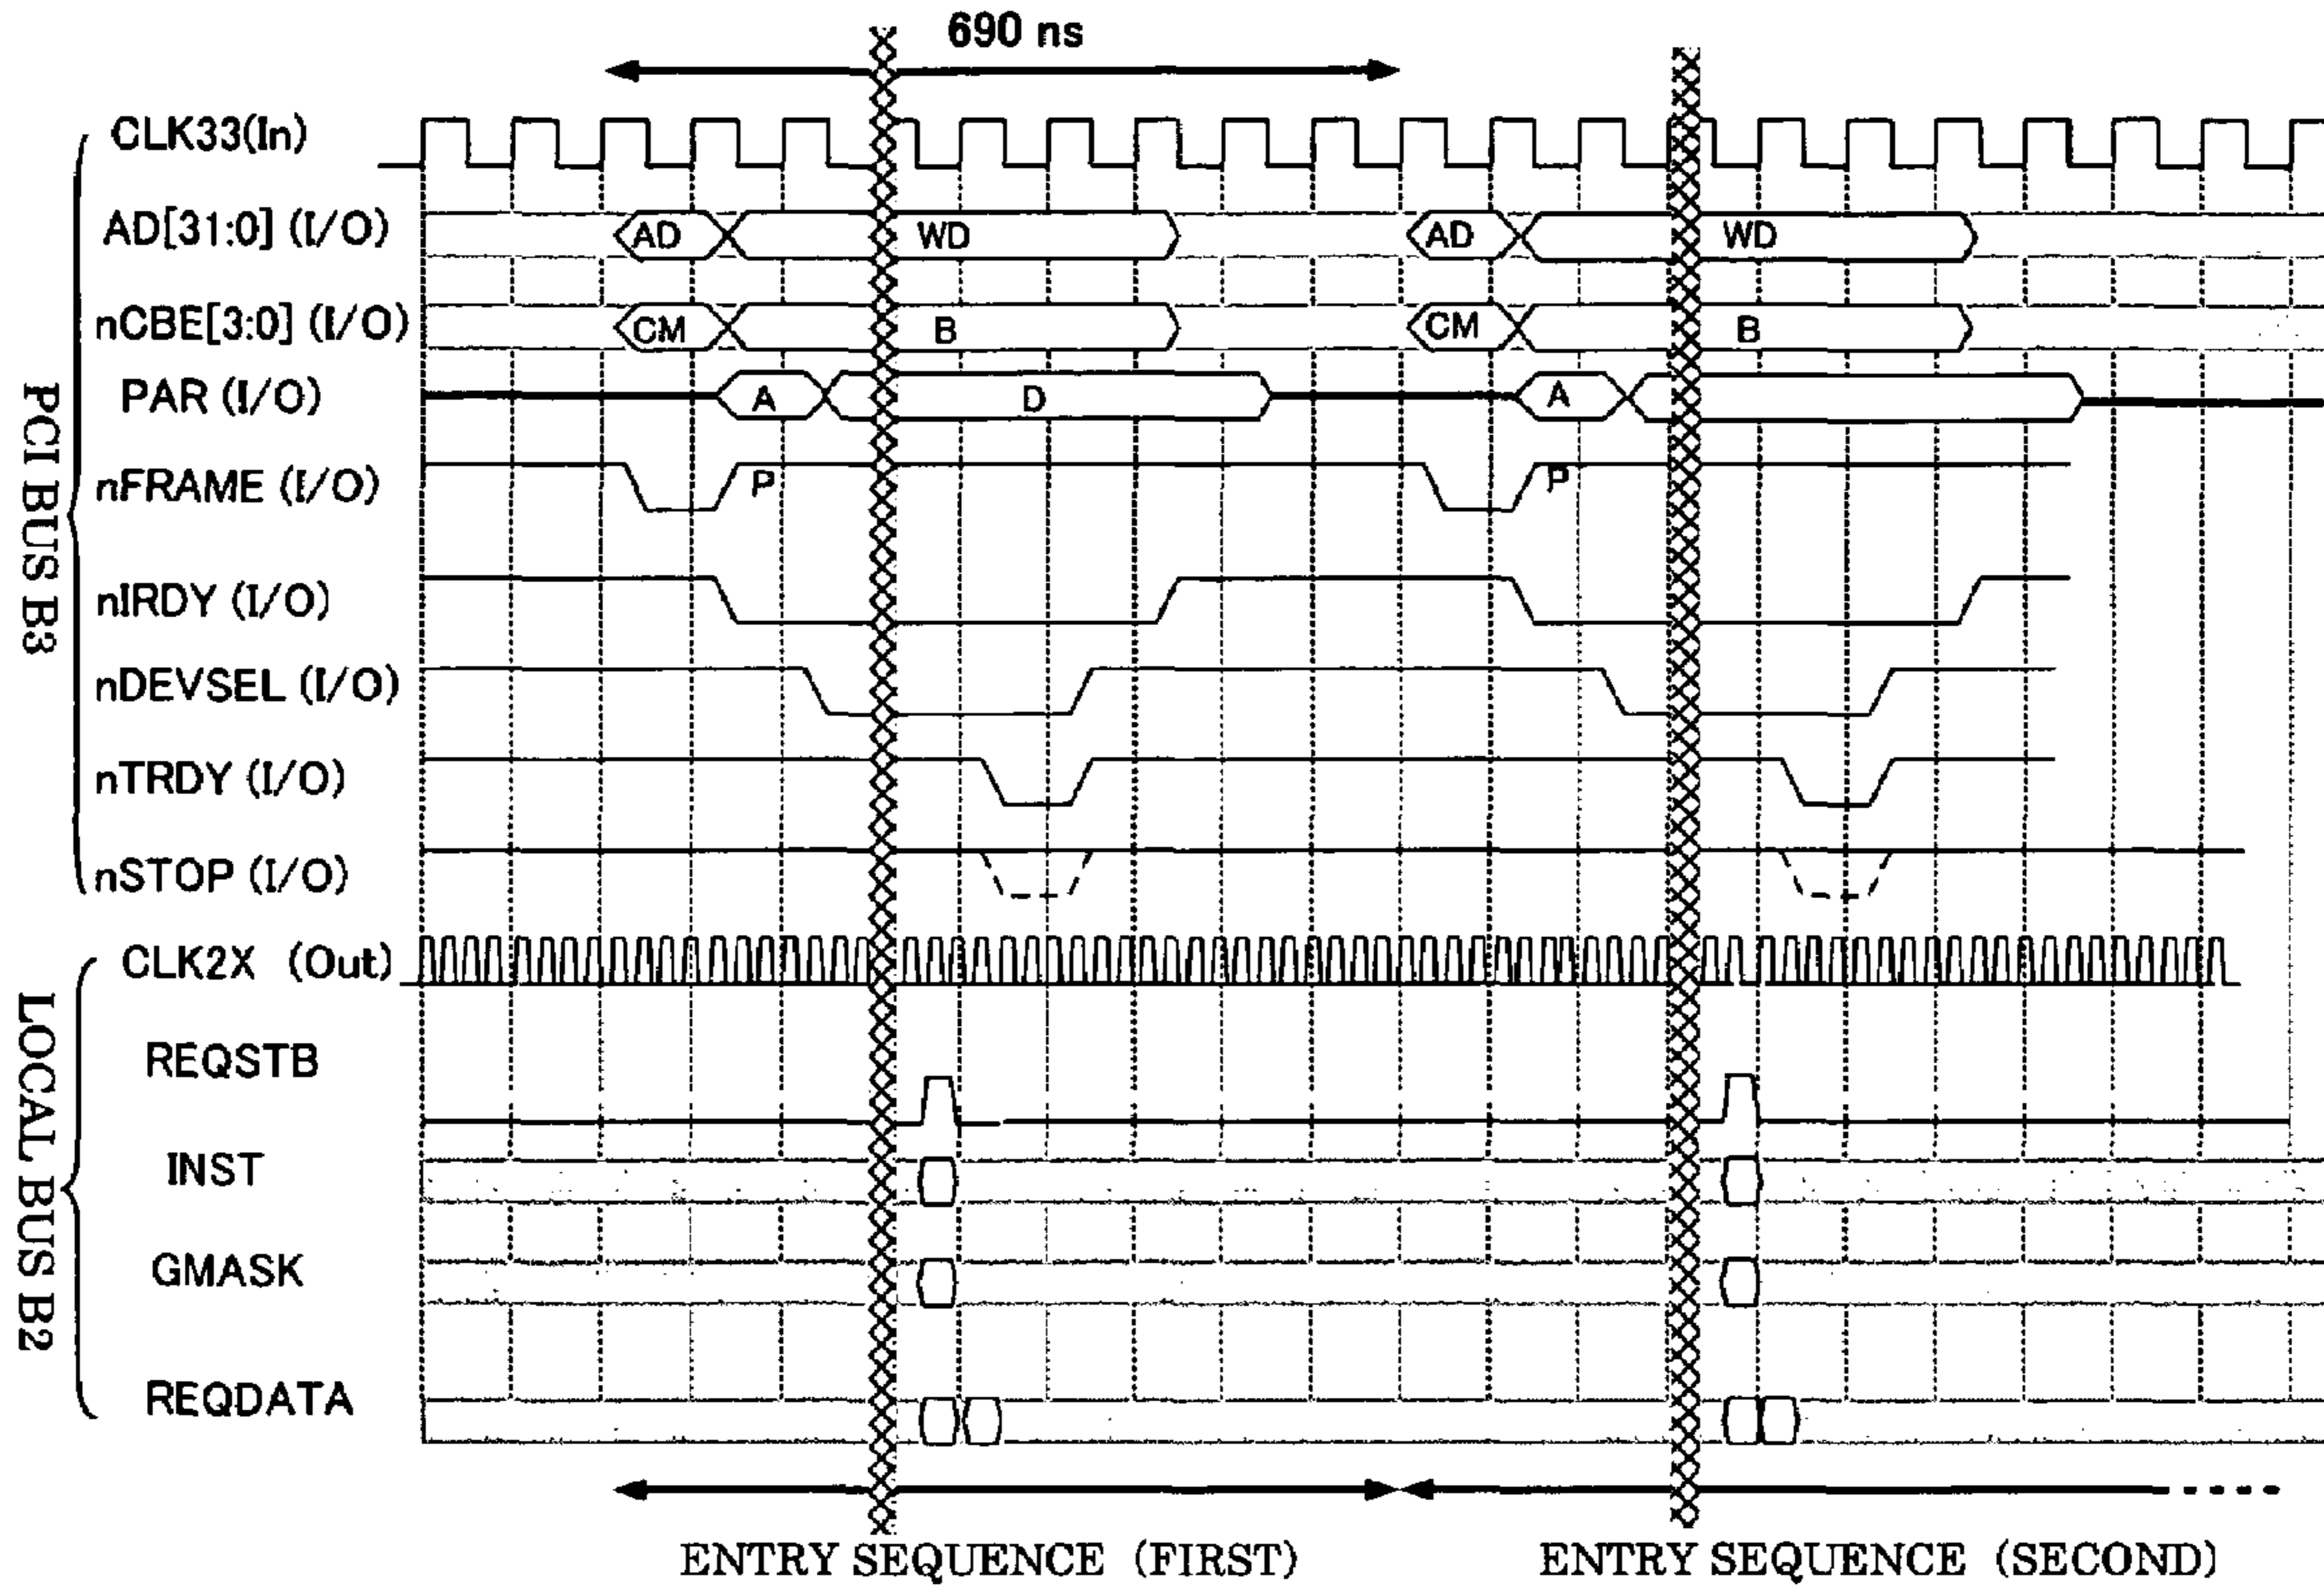 690 ns
PCI BUS B3
CLK33(In)
AD[31:0] (I/O)
AD
WD
AD
WD
nCBE[3:0] (I/O)
CM
B
CM
B
PAR (I/O)
A
D
A
nFRAME (I/O)
P
P
nIRDY (I/O)
nDEVSEL (I/O)
nTRDY (I/O)
nSTOP (I/O)
LOCAL BUS B2
CLK2X (Out)
REQSTB
INST
GMASK
REQDATA
ENTRY SEQUENCE (FIRST)
ENTRY SEQUENCE (SECOND)